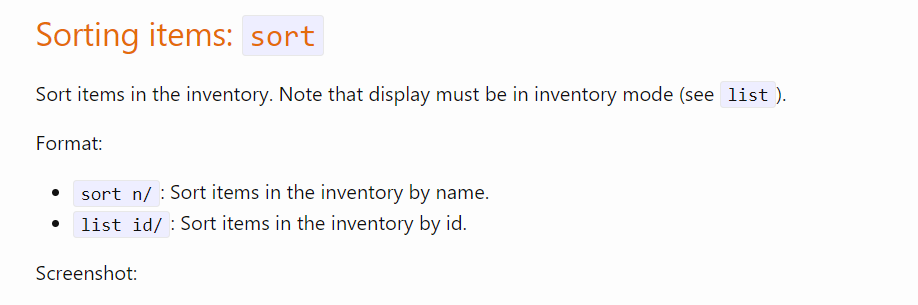 Sorting items: sort
Sort items in the inventory. Note that display must be in inventory mode (see list ).
Format:
• sort n/ : Sort items in the inventory by name.
• list id/ : Sort items in the inventory by id.
Screenshot: